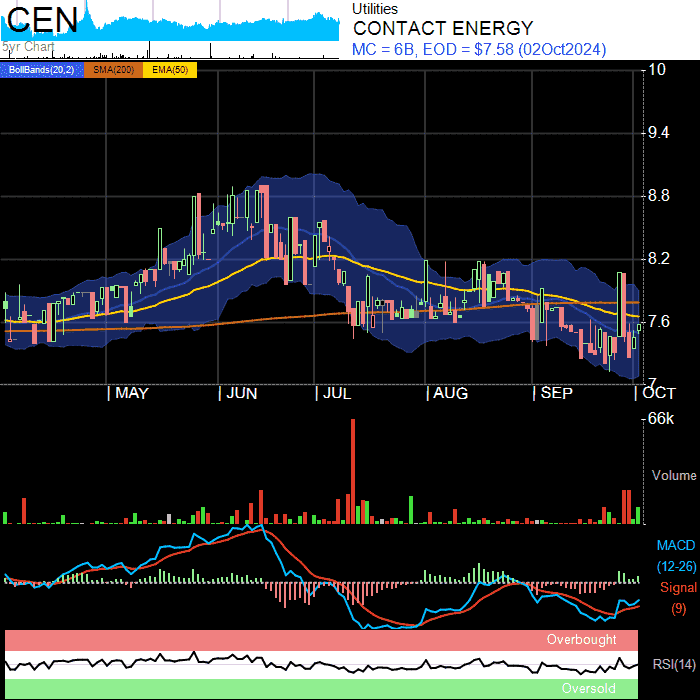 CEN
5yr Chart
Utilities
CONTACT ENERGY
MC = 6B, EOD = $7.58 (02Oct2024)
BollBands(20,2) SMA(200) EMA(50)
10
9.4
8.8
8.2
7.6
7
MAY JUN JUL AUG SEP OCT
66k
Volume
MACD
(12-26)
Signal
(9)
Overbought
RSI(14)
Oversold